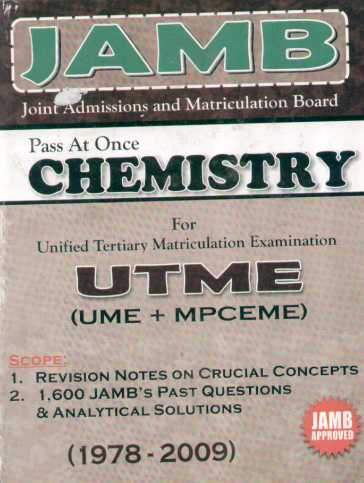 JAMB
Joint Admissions and Matriculation Board
Pass At Once
CHEMISTRY
For
Unified Tertiary Matriculation Examination
UTME
(UME + MPCEME)
SCOPE:
1. REVISION NOTES ON CRUCIAL CONCEPTS
2. 1,600 JAMB'S PAST QUESTIONS
& ANALYTICAL SOLUTIONS
JAMB
APPROVED
(1978 - 2009)